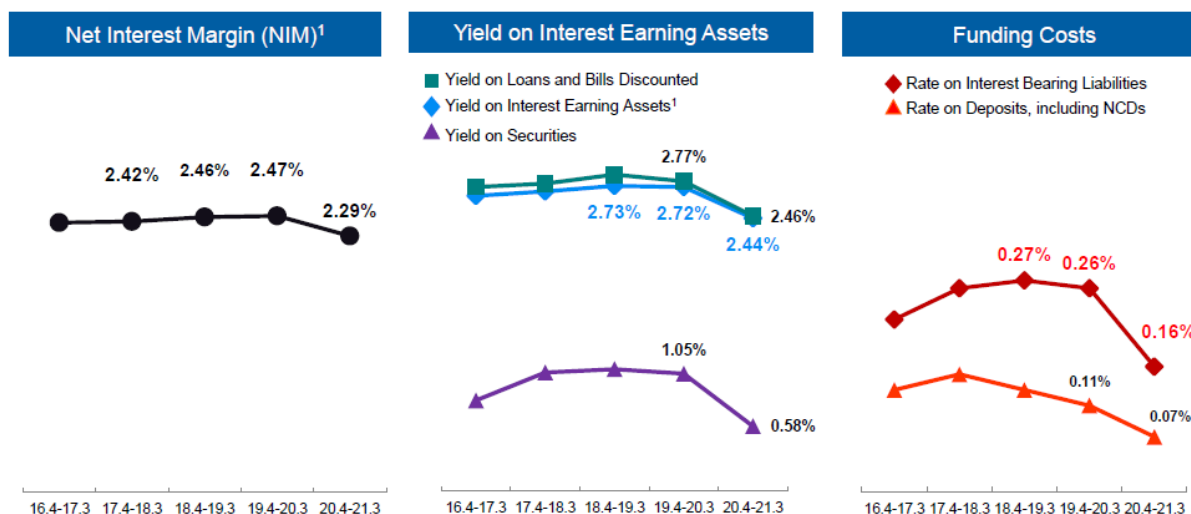 Net Interest Margin (NIM)1
2.42%
2.46%
2.47%
2.29%
16.4-17.3 17.4-18.3 18.4-19.3 19.4-20.3 20.4-21.3
Yield on Interest Earning Assets
Yield on Loans and Bills Discounted
Yield on Interest Earning Assets1
Yield on Securities
2.77%
2.46%
2.73%
2.72%
2.44%
1.05%
0.58%
16.4-17.3 17.4-18.3 18.4-19.3 19.4-20.3 20.4-21.3
Funding Costs
Rate on Interest Bearing Liabilities
Rate on Deposits, including NCDs
0.27%
0.26%
0.16%
0.11%
0.07%
16.4-17.3 17.4-18.3 18.4-19.3 19.4-20.3 20.4-21.3